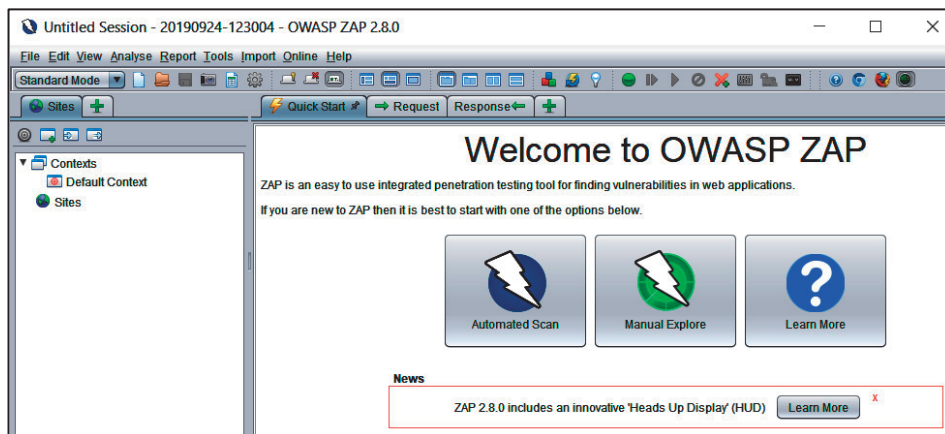 Untitled Session - 20190924-123004 - OWASP ZAP 2.8.0
File Edit View Analyse Report Tools Import Online Help
Standard Mode
Sites
Quick Start
Request
Response
Contexts
Default Context
Sites
Welcome to OWASP ZAP
ZAP is an easy to use integrated penetration testing tool for finding vulnerabilities in web applications.
If you are new to ZAP then it is best to start with one of the options below.
Automated Scan
Manual Explore
Learn More
News
ZAP 2.8.0 includes an innovative 'Heads Up Display' (HUD)
Learn More
X